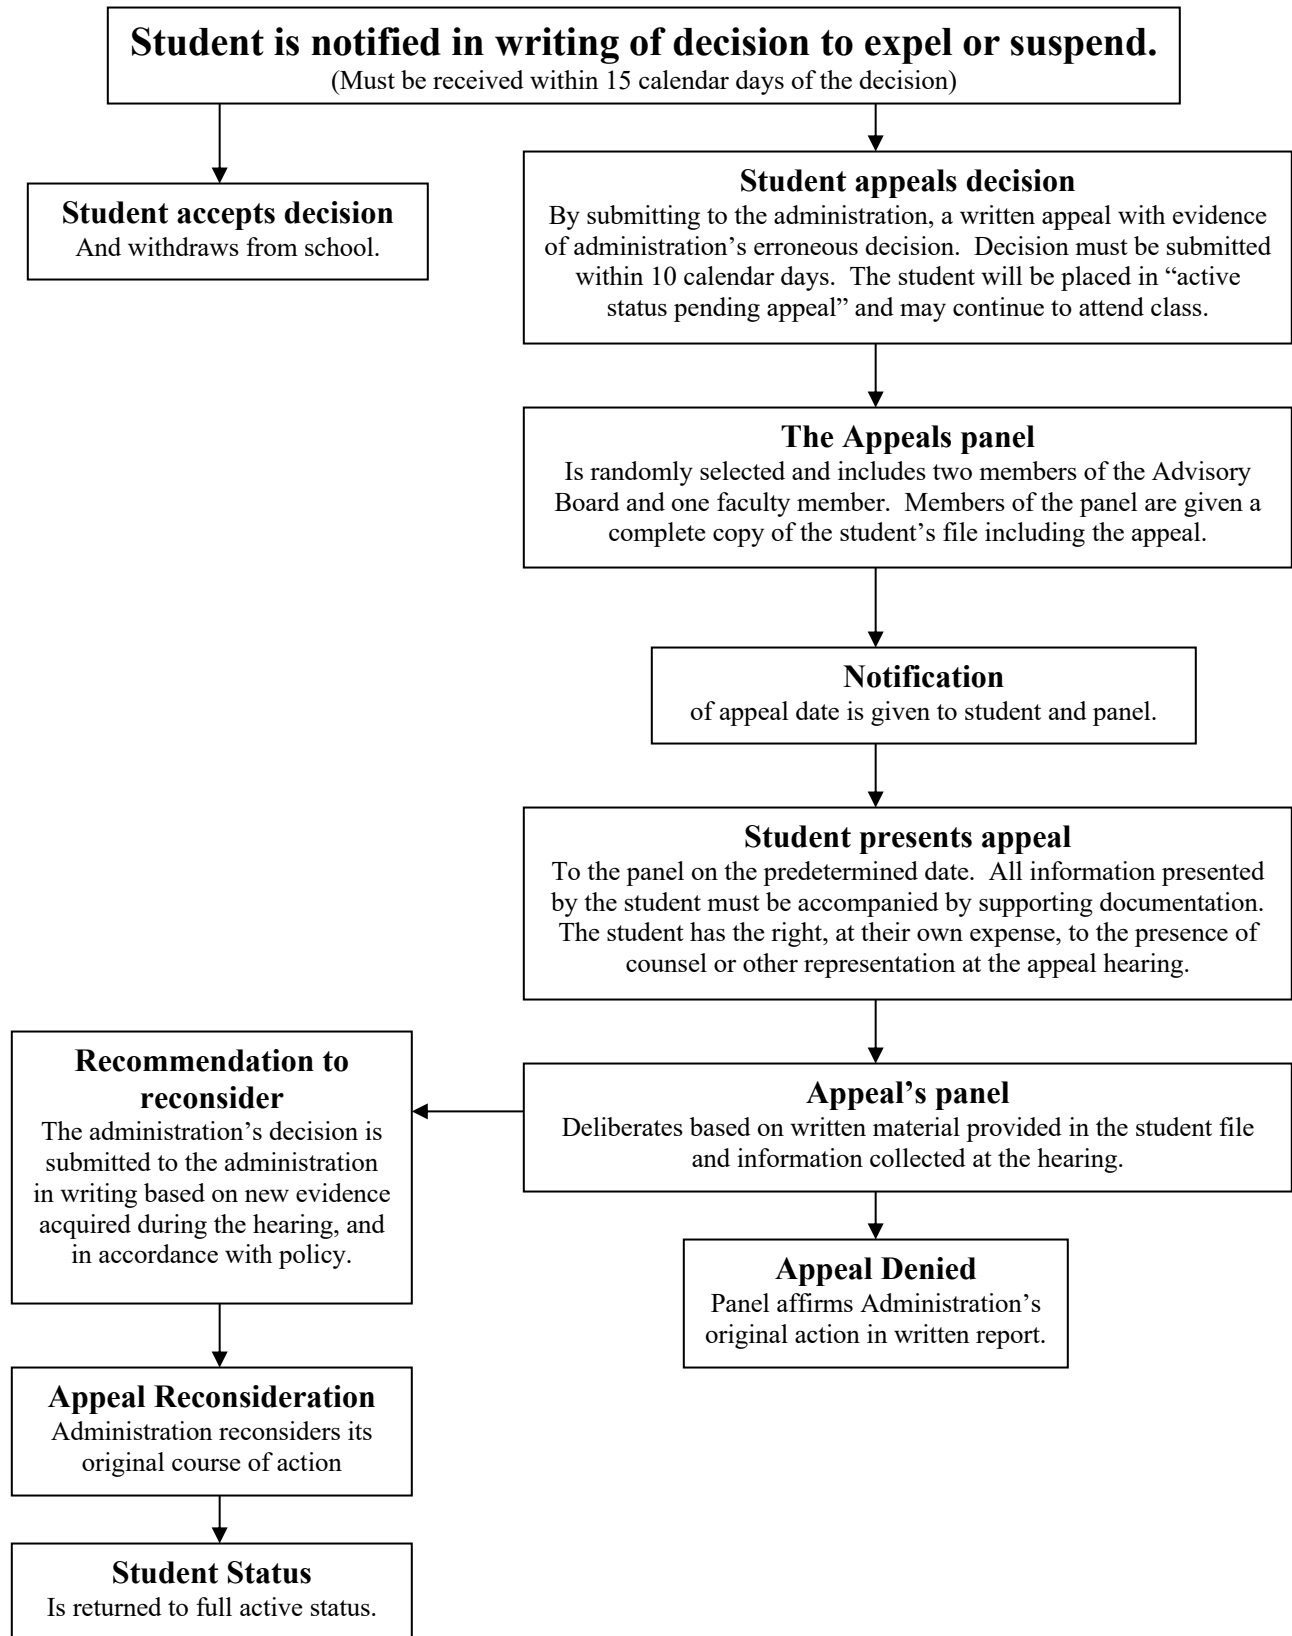 Student is notified in writing of decision to expel or suspend.
(Must be received within 15 calendar days of the decision)
Student accepts decision
And withdraws from school.
Student appeals decision
By submitting to the administration, a written appeal with evidence
of administration’s erroneous decision.  Decision must be submitted
within 10 calendar days.  The student will be placed in “active
status pending appeal” and may continue to attend class.
The Appeals panel
Is randomly selected and includes two members of the Advisory
Board and one faculty member.  Members of the panel are given a
complete copy of the student’s file including the appeal.
Notification
of appeal date is given to student and panel.
Student presents appeal
To the panel on the predetermined date.  All information presented
by the student must be accompanied by supporting documentation.
The student has the right, at their own expense, to the presence of
counsel or other representation at the appeal hearing.
Appeal’s panel
Deliberates based on written material provided in the student file
and information collected at the hearing.
Recommendation to
reconsider
The administration’s decision is
submitted to the administration
in writing based on new evidence
acquired during the hearing, and
in accordance with policy.
Appeal Denied
Panel affirms Administration’s
original action in written report.
Appeal Reconsideration
Administration reconsiders its
original course of action
Student Status
Is returned to full active status.